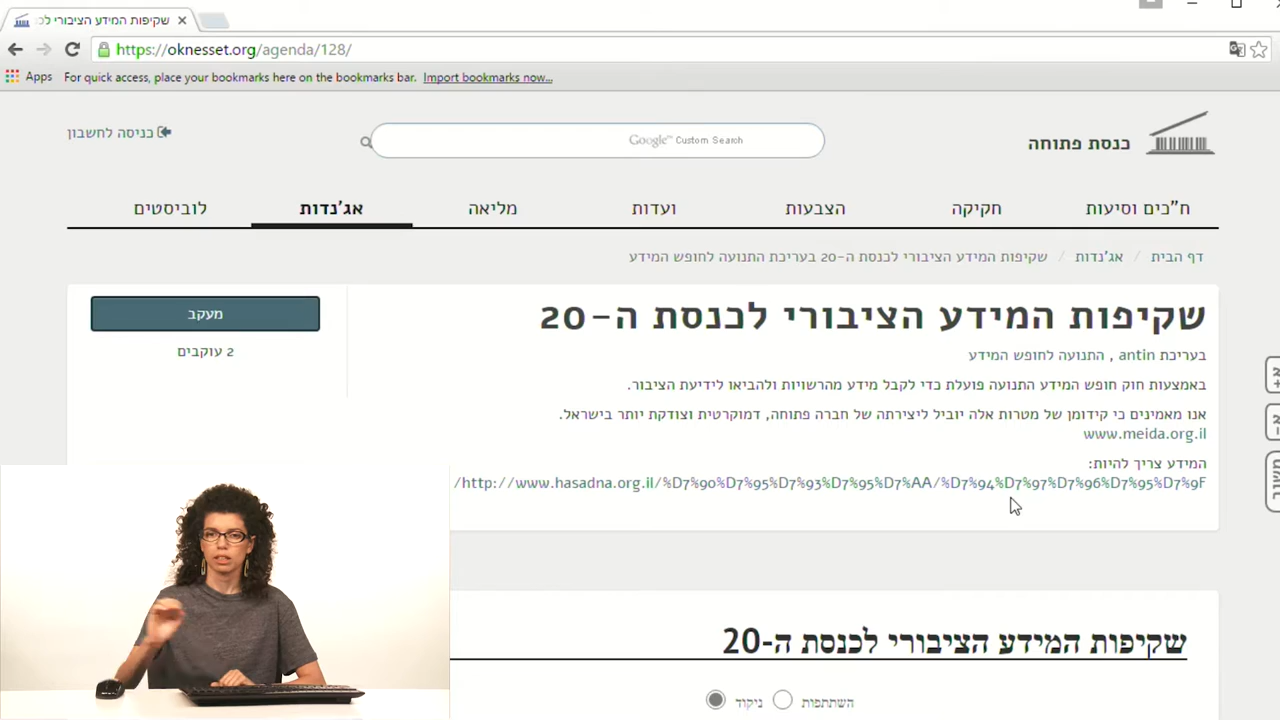 שקיפות המידע הציבורי לכ
https://oknesset.org/agenda/128/
Apps For quick access, place your bookmarks here on the bookmarks bar. Import bookmarks now...
כניסה לחשבון
Google™ Custom Search
כנסת פתוחה
ח"כים וסיעות חקיקה הצבעות ועדות מליאה אג'נדות לוביסטים
דף הבית / אג'נדות / שקיפות המידע הציבורי לכנסת ה-20 בעריכת התנועה לחופש המידע
שקיפות המידע הציבורי לכנסת ה-20
מעקב
2 עוקבים
בעריכת antin , התנועה לחופש המידע
באמצעות חוק חופש המידע התנועה פועלת כדי לקבל מידע מהרשויות ולהביאו לידיעת הציבור.
אנו מאמינים כי קידומן של מטרות אלה יוביל ליצירתה של חברה פתוחה, דמוקרטית וצודקת יותר בישראל.
www.meida.org.il
המידע צריך להיות:
/http://www.hasadna.org.il/%D7%90%D7%95%D7%93%D7%95%D7%AA/%D7%94%D7%97%D7%96%D7%95%D7%9F
א+
א-
משוב
שקיפות המידע הציבורי לכנסת ה-20
השתתפות ניקוד